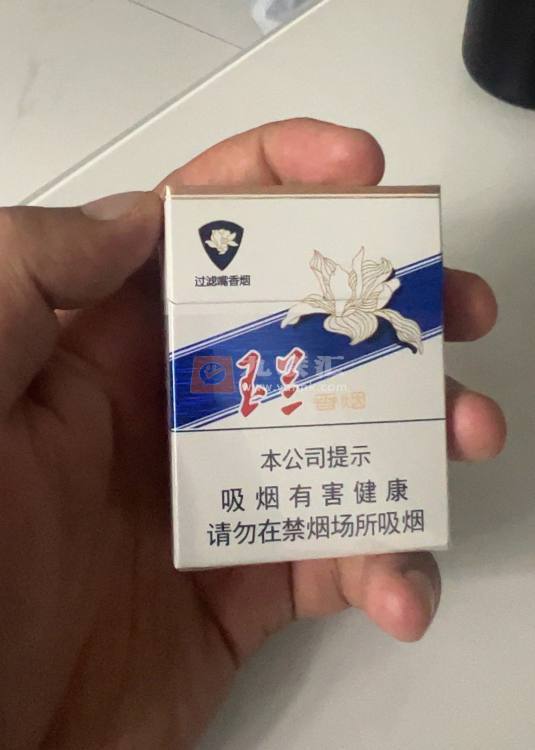 过滤嘴香烟
玉兰
香烟
本公司提示
吸烟有害健康
请勿在禁烟场所吸烟